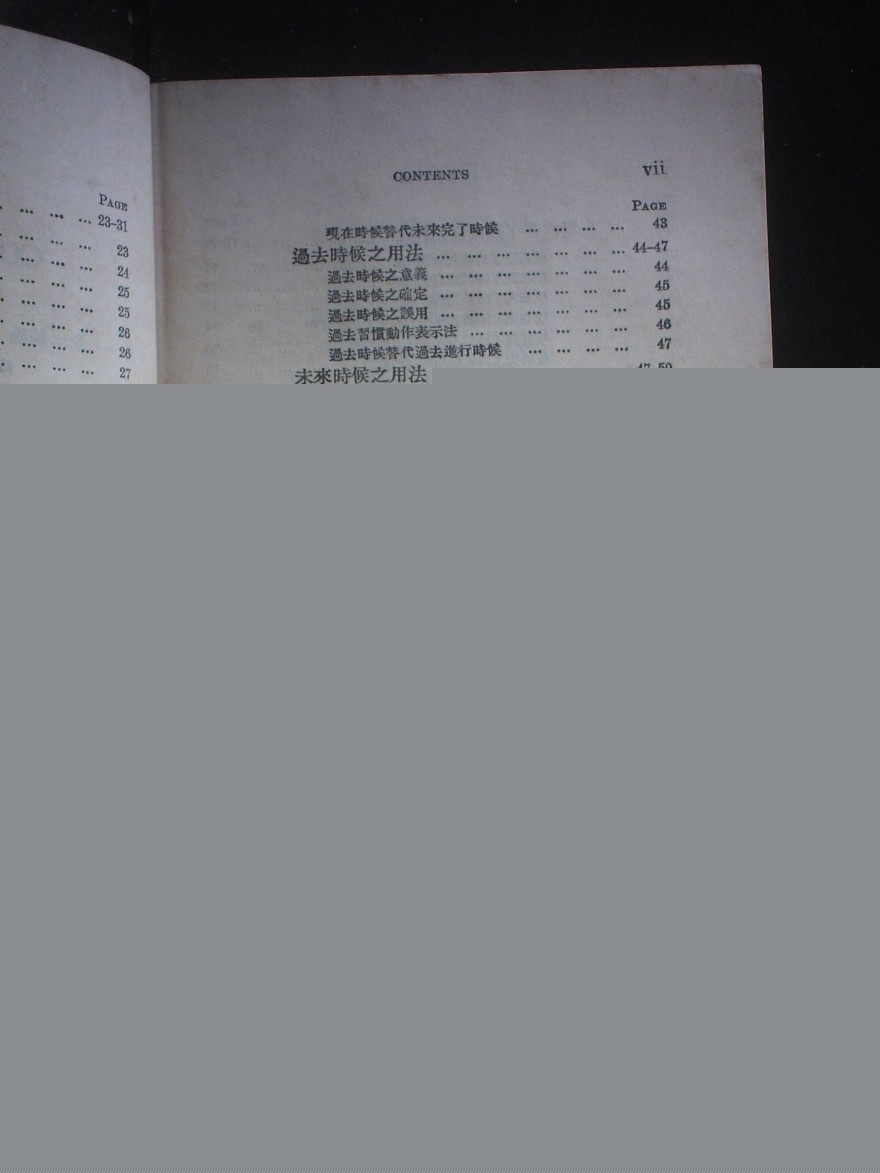 PAGE
... ... ... ... 23-31
... ... ... ... 23
... ... ... ... 24
... ... ... ... 25
... ... ... ... 25
... ... ... ... 26
... ... ... ... 26
... ... ... ... 27
CONTENTS vii
PAGE
現在時候替代未來完了時候 ... ... ... ... 43
過去時候之用法 ... ... ... ... ... ... ... 44-47
過去時候之意義 ... ... ... ... ... ... ... 44
過去時候之確定 ... ... ... ... ... ... ... 45
過去時候之誤用 ... ... ... ... ... ... ... 45
過去習慣動作表示法 ... ... ... ... ... ... 46
過去時候替代過去進行時候 ... ... ... ... 47
未來時候之用法